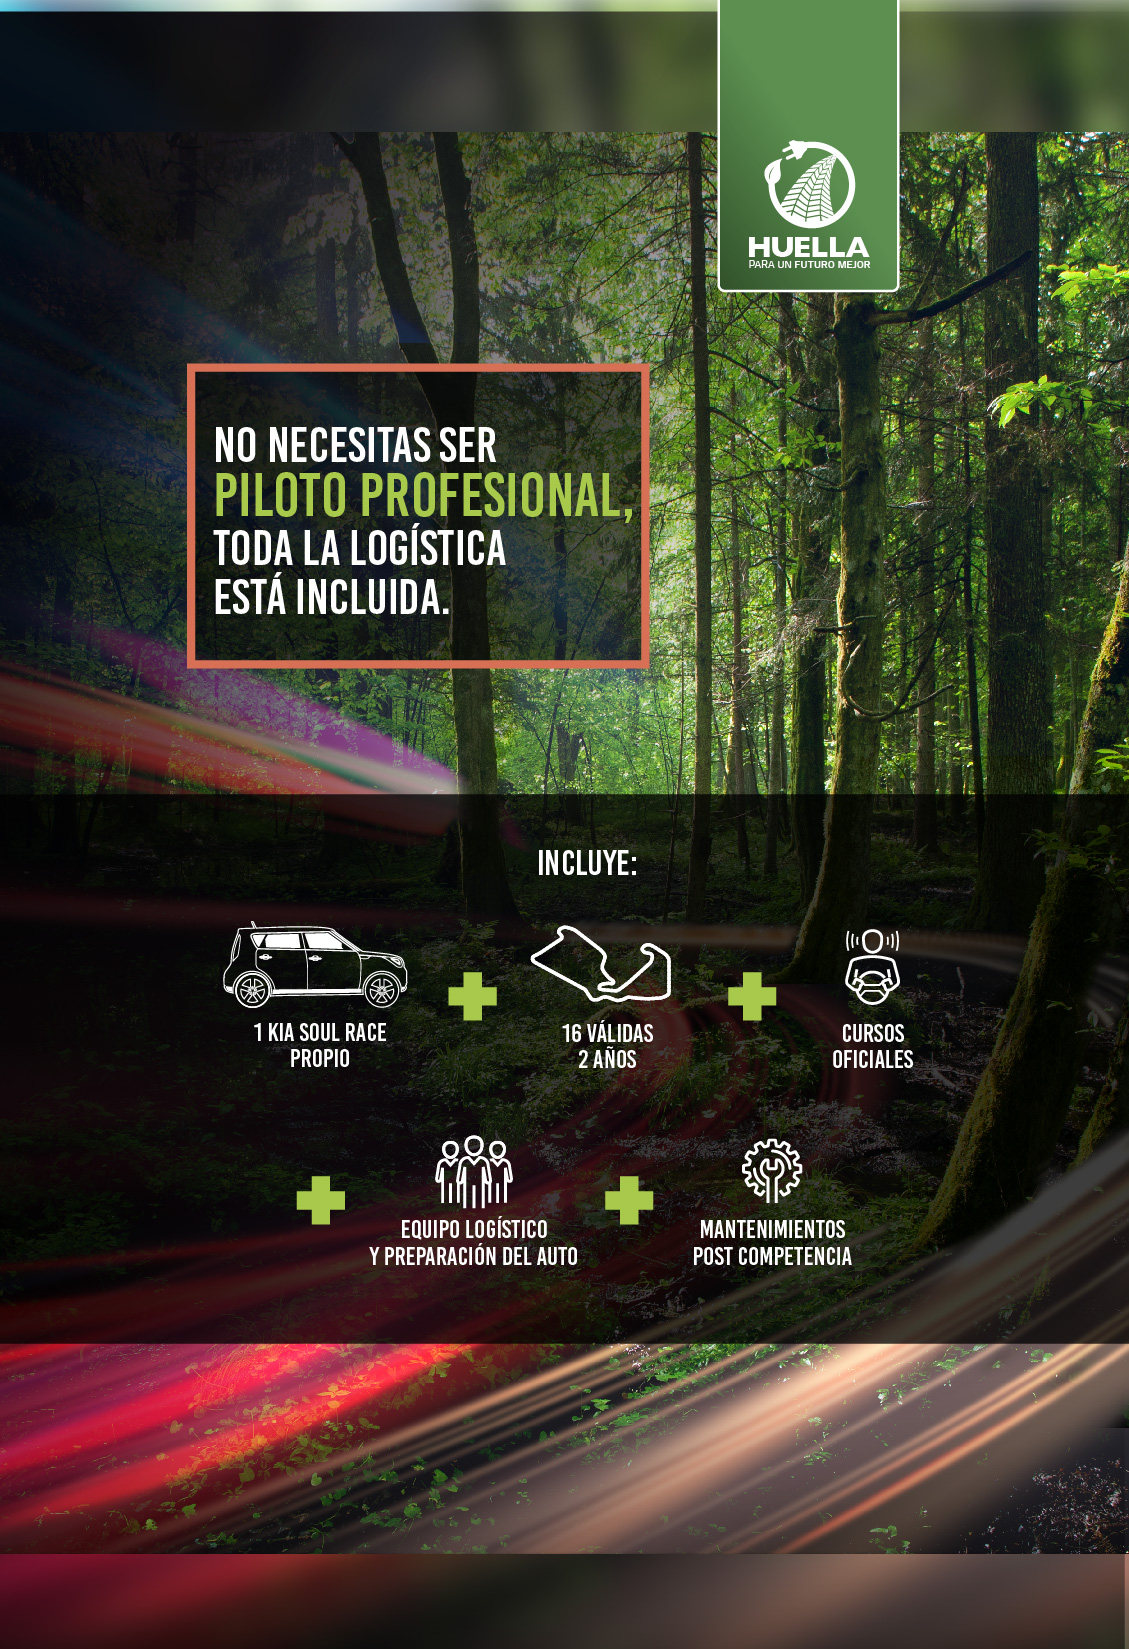 HUELLA
PARA UN FUTURO MEJOR
NO NECESITAS SER
PILOTO PROFESIONAL,
TODA LA LOGÍSTICA
ESTÁ INCLUIDA.
INCLUYE:
1 KIA SOUL RACE
PROPIO
16 VÁLIDAS
2 AÑOS
CURSOS
OFICIALES
EQUIPO LOGÍSTICO
Y PREPARACIÓN DEL AUTO
MANTENIMIENTOS
POST COMPETENCIA